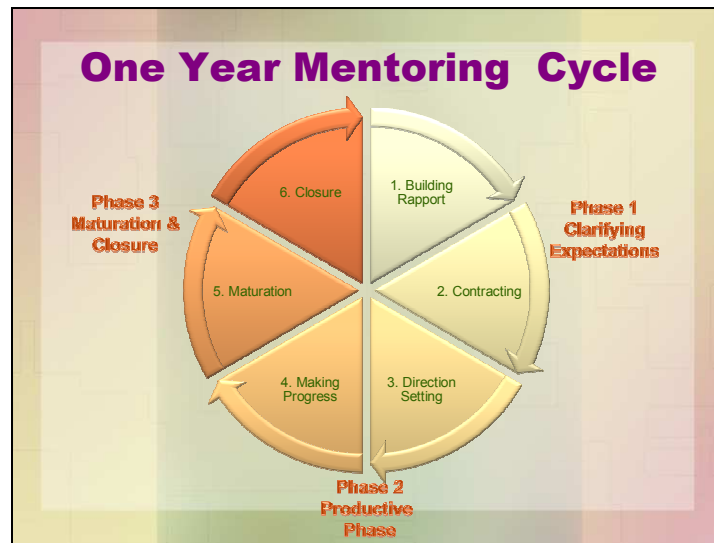 One Year Mentoring Cycle
1. Building
Rapport
Phase 1
Clarifying
Expectations
2. Contracting
3. Direction
Setting
Phase 2
Productive
Phase
4. Making
Progress
5. Maturation
Phase 3
Maturation &
Closure
6. Closure